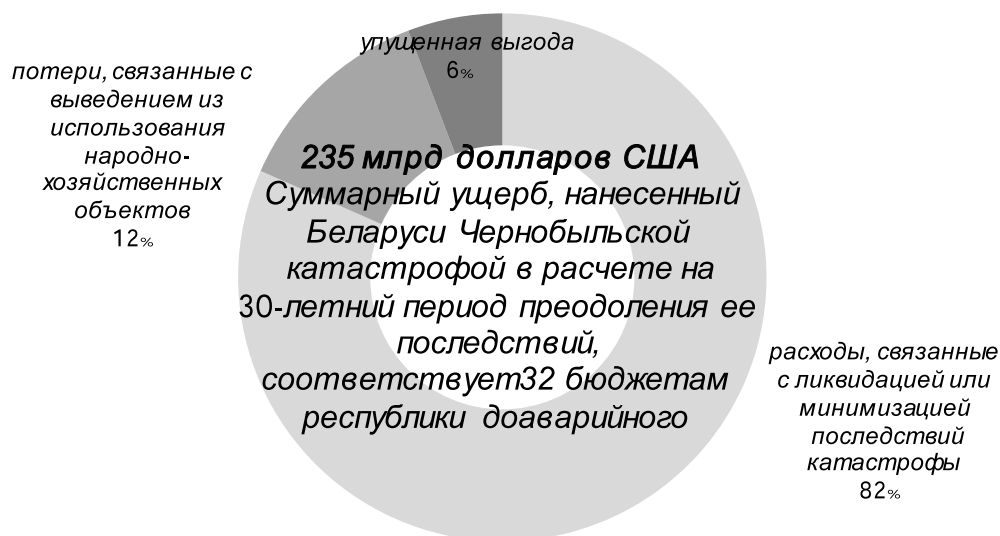 упущенная выгода
6%
потери, связанные с
выведением из
использования
народно-
хозяйственных
объектов
12%
235 млрд долларов США
Суммарный ущерб, нанесенный
Беларуси Чернобыльской
катастрофой в расчете на
30-летний период преодоления ее
последствий,
соответствует32 бюджетам
республики доаварийного
расходы, связанные
с ликвидацией или
минимизацией
последствий
катастрофы
82%